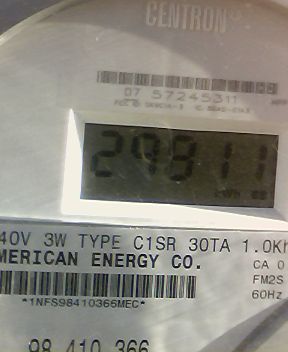 CENTRON
07 57245311
29811
kWh
40V 3W TYPE C1SR 30TA 1.0Kh
MERICAN ENERGY CO.
CA 0
FM2S
60Hz
*1NFS98410366MEC*
98 410 366